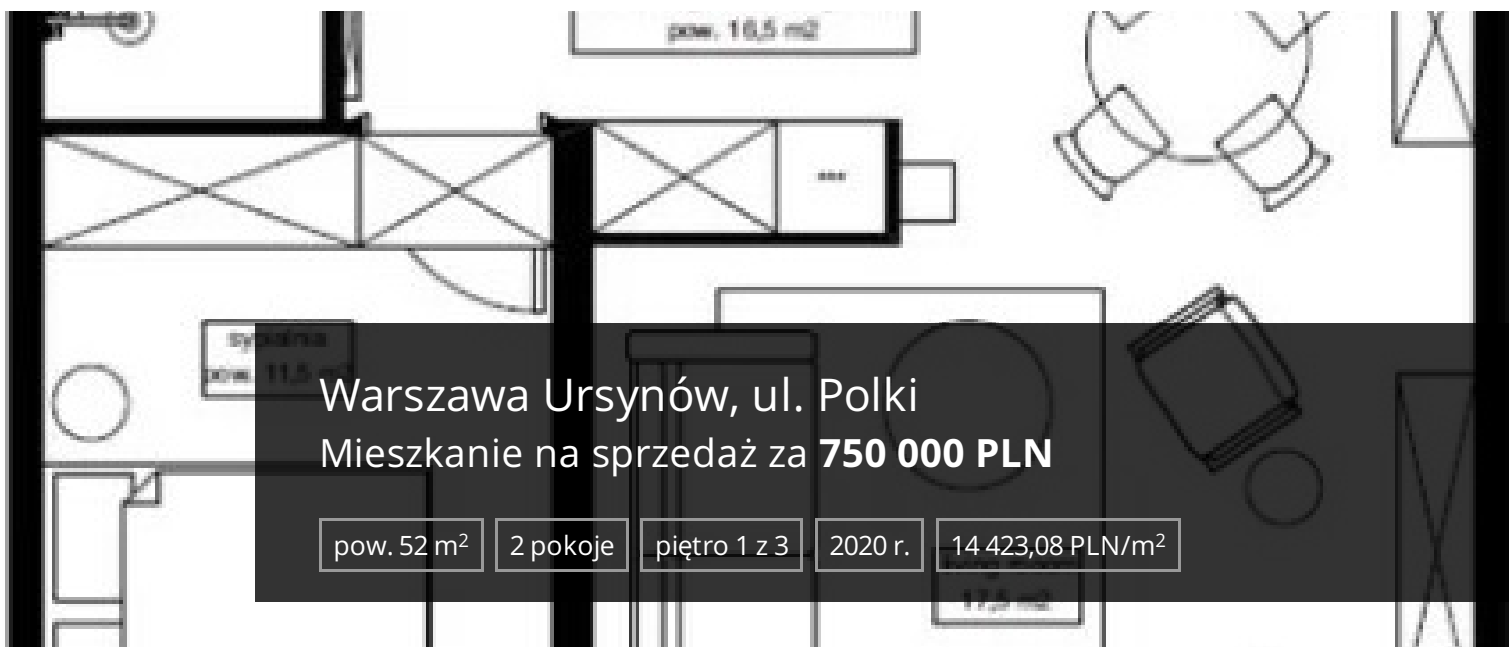 pow. 16,5 m2
sypialnia
pow. 11,5 m2
Warszawa Ursynów, ul. Polki
Mieszkanie na sprzedaż za 750 000 PLN
pow. 52 m² 2 pokoje piętro 1 z 3 2020 r. 14 423,08 PLN/m²
17,5 m2